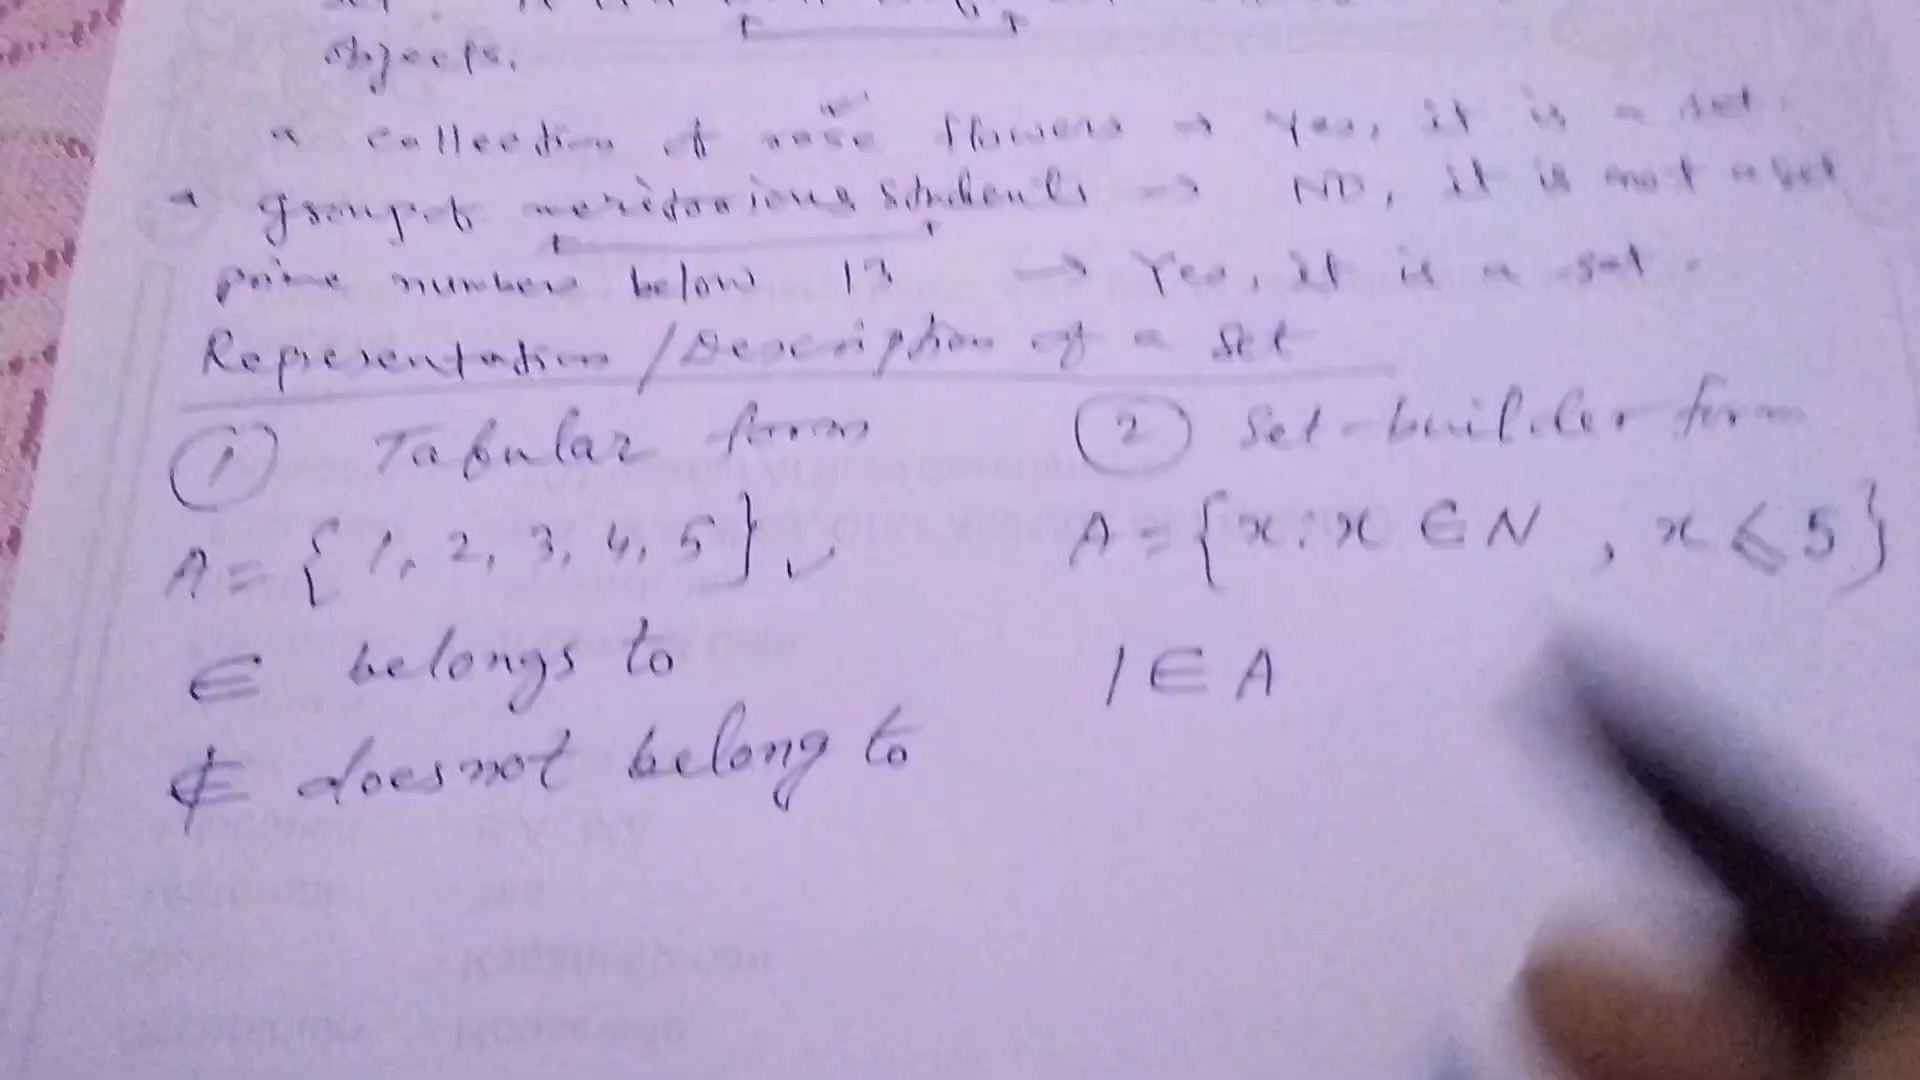 objects.
a collection of rose flowers → Yes, it is a set.
a group of meritorious students → NO, it is not a set
prime numbers below 13 → Yes, it is a set.
Representation / Description of a set
① Tabular form ② Set-builder form
A = { 1, 2, 3, 4, 5 } A = { x : x ∈ N , x ⩽ 5 }
∈ belongs to 1 ∈ A
∉ does not belong to